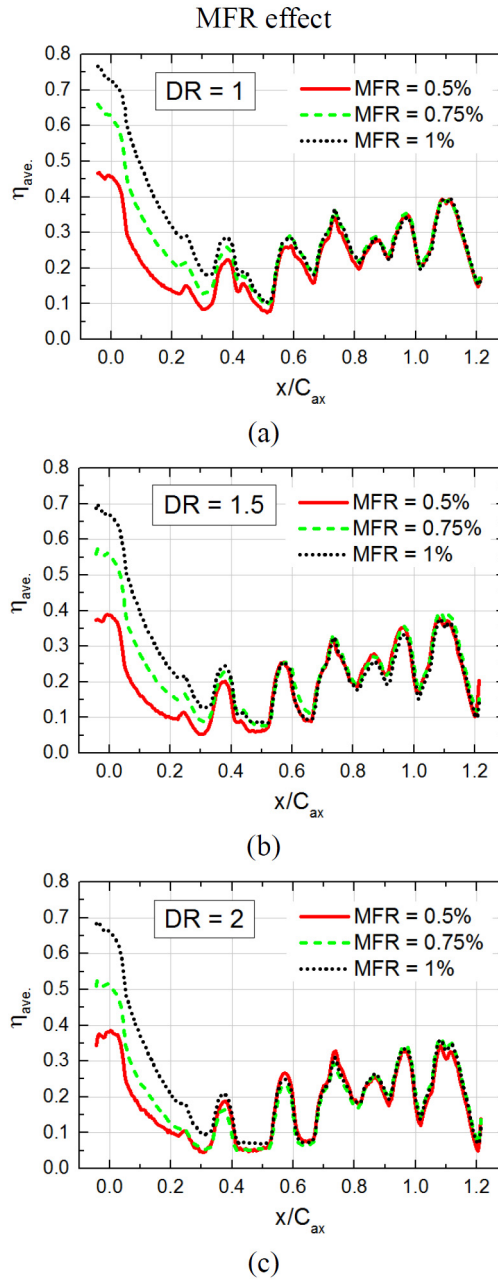 MFR effect
0.8
0.7
0.6
0.5
0.4
0.3
0.2
0.1
0.0
ηave.
DR = 1
MFR = 0.5%
MFR = 0.75%
MFR = 1%
0.0 0.2 0.4 0.6 0.8 1.0 1.2
x/Cax
(a)
0.8
0.7
0.6
0.5
0.4
0.3
0.2
0.1
0.0
ηave.
DR = 1.5
MFR = 0.5%
MFR = 0.75%
MFR = 1%
0.0 0.2 0.4 0.6 0.8 1.0 1.2
x/Cax
(b)
0.8
0.7
0.6
0.5
0.4
0.3
0.2
0.1
0.0
ηave.
DR = 2
MFR = 0.5%
MFR = 0.75%
MFR = 1%
0.0 0.2 0.4 0.6 0.8 1.0 1.2
x/Cax
(c)